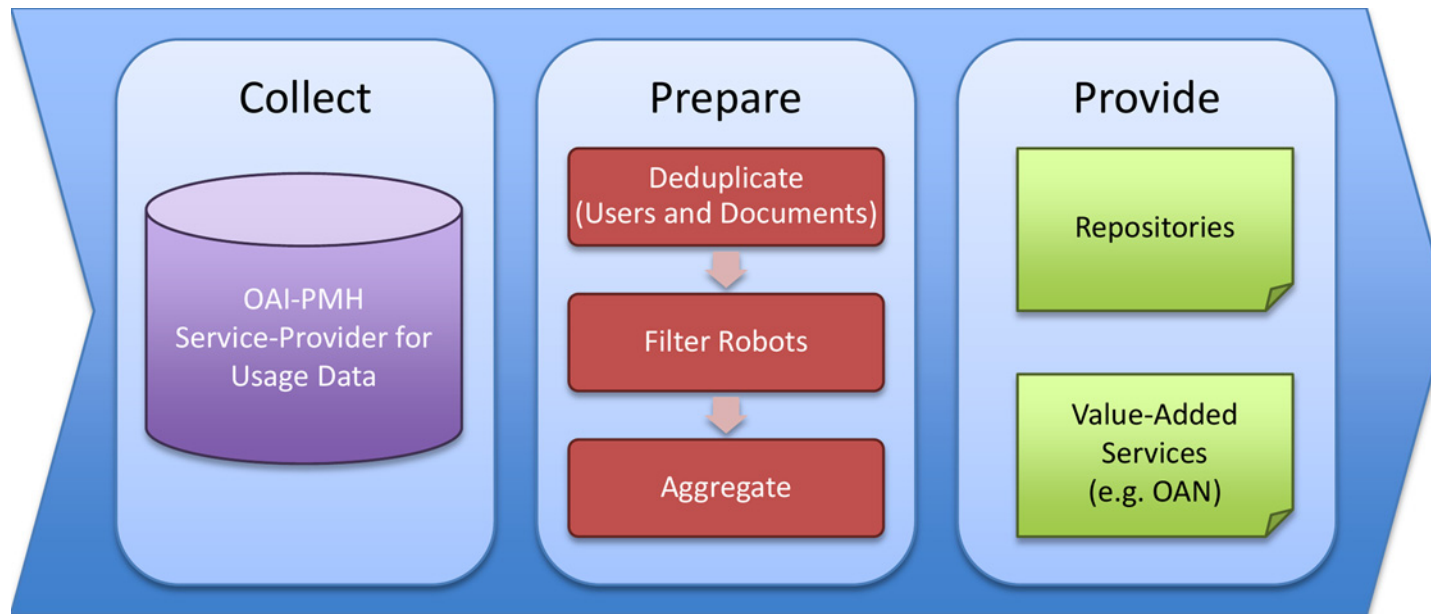 Collect
OAI-PMH
Service-Provider for
Usage Data
Prepare
Deduplicate
(Users and Documents)
Filter Robots
Aggregate
Provide
Repositories
Value-Added
Services
(e.g. OAN)